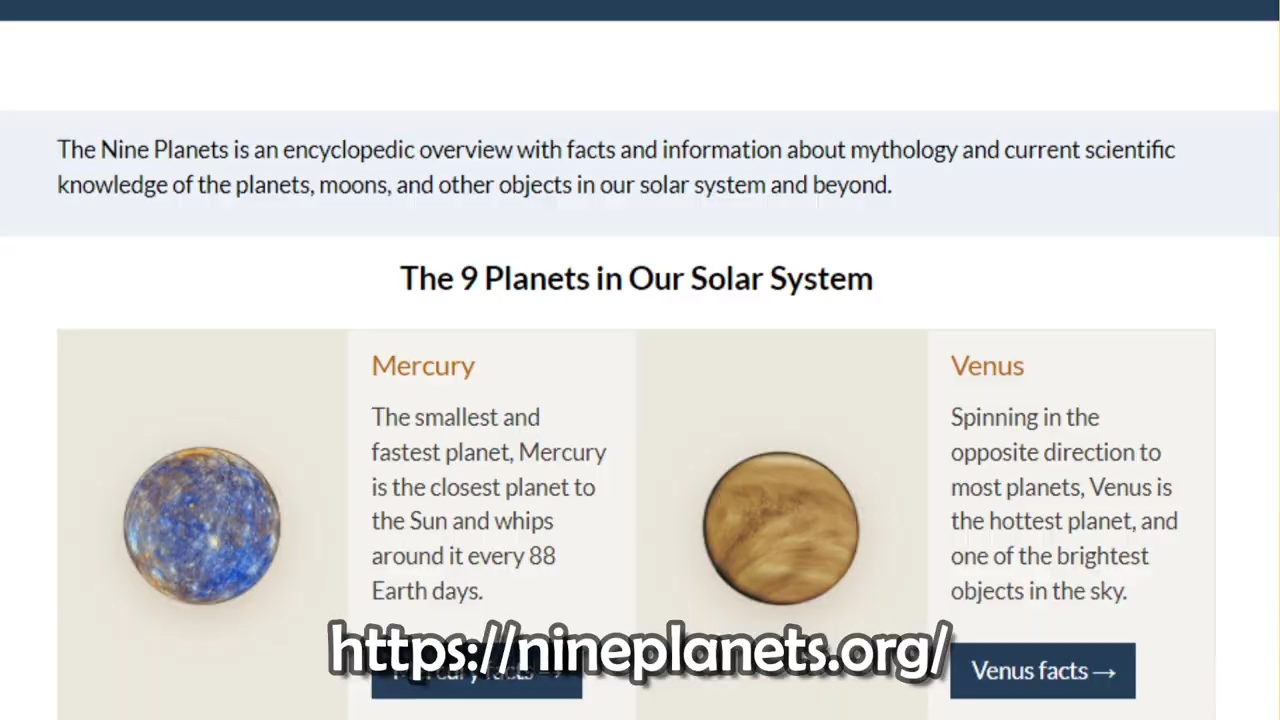 The Nine Planets is an encyclopedic overview with facts and information about mythology and current scientific
knowledge of the planets, moons, and other objects in our solar system and beyond.
The 9 Planets in Our Solar System
Mercury
The smallest and
fastest planet, Mercury
is the closest planet to
the Sun and whips
around it every 88
Earth days.
Mercury facts →
Venus
Spinning in the
opposite direction to
most planets, Venus is
the hottest planet, and
one of the brightest
objects in the sky.
Venus facts →
https://nineplanets.org/